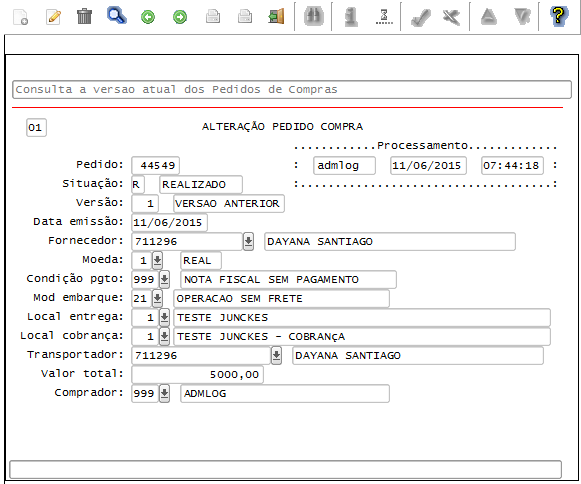 Consulta a versao atual dos Pedidos de Compras
01 ALTERAÇÃO PEDIDO COMPRA
............Processamento.............
Pedido: 44549 : admlog 11/06/2015 07:44:18 :
Situação: R REALIZADO :......................................:
Versão: 1 VERSAO ANTERIOR
Data emissão: 11/06/2015
Fornecedor: 711296 DAYANA SANTIAGO
Moeda: 1 REAL
Condição pgto: 999 NOTA FISCAL SEM PAGAMENTO
Mod embarque: 21 OPERACAO SEM FRETE
Local entrega: 1 TESTE JUNCKES
Local cobrança: 1 TESTE JUNCKES - COBRANçA
Transportador: 711296 DAYANA SANTIAGO
Valor total: 5000,00
Comprador: 999 ADMLOG